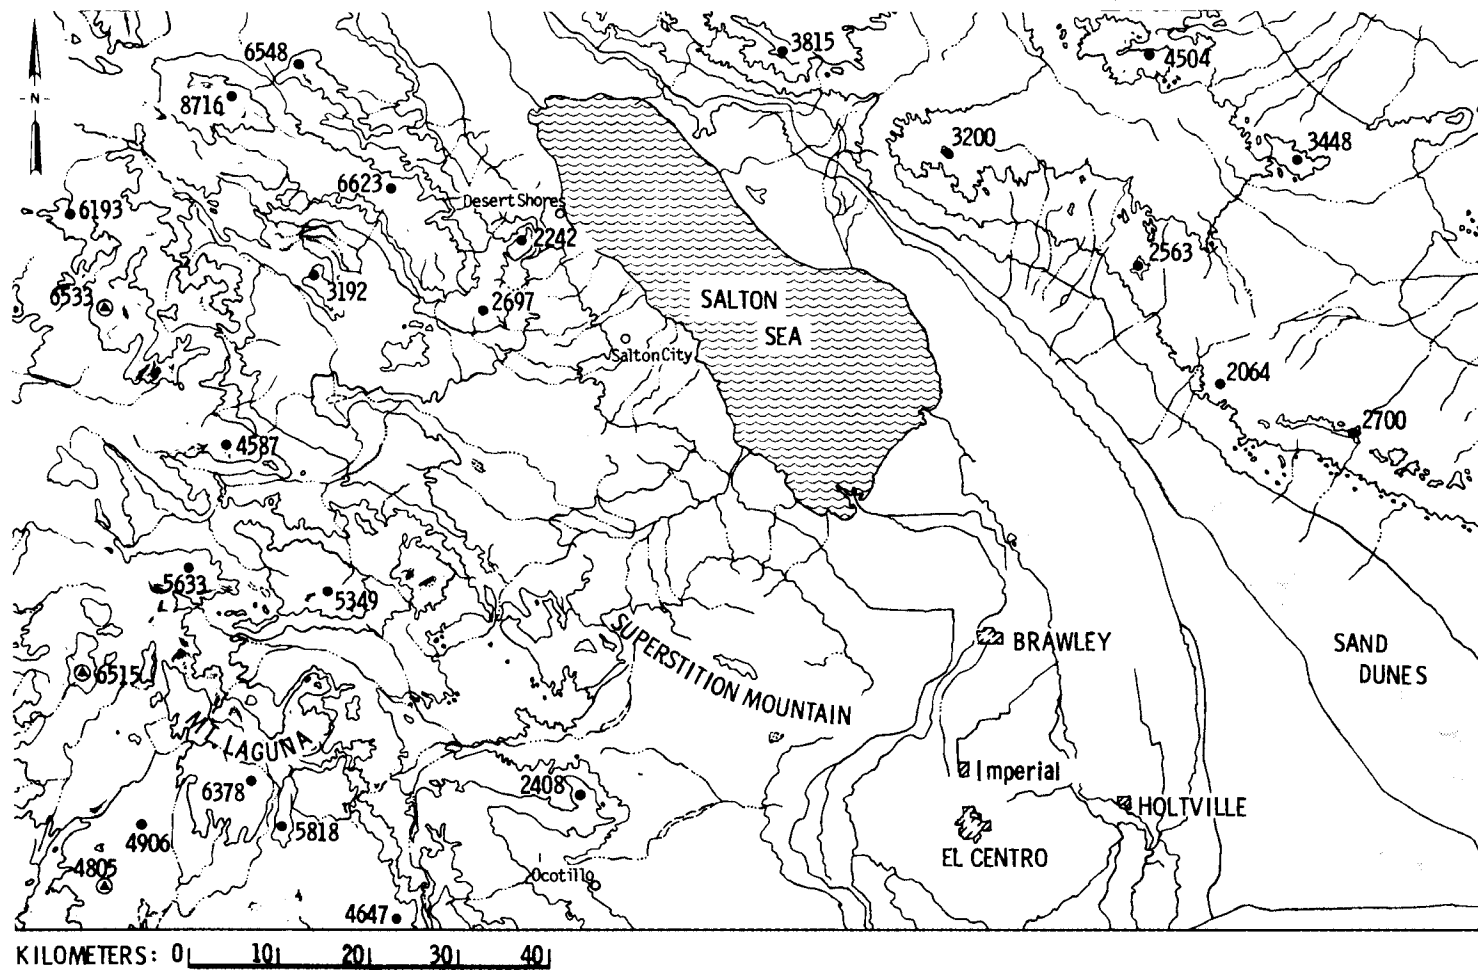 3815
6548
4504
8716
N
3200
3448
6623
Desert Shores
6193
2242
2563
6533
3192
2697
SALTON
SEA
Salton City
2064
2700
4587
5633
5349
SUPERSTITION MOUNTAIN
BRAWLEY
SAND
DUNES
6515
MT. LAGUNA
Imperial
6378
2408
HOLTVILLE
4906
5818
EL CENTRO
4805
Ocotillo
4647
KILOMETERS: 0 10 20 30 40